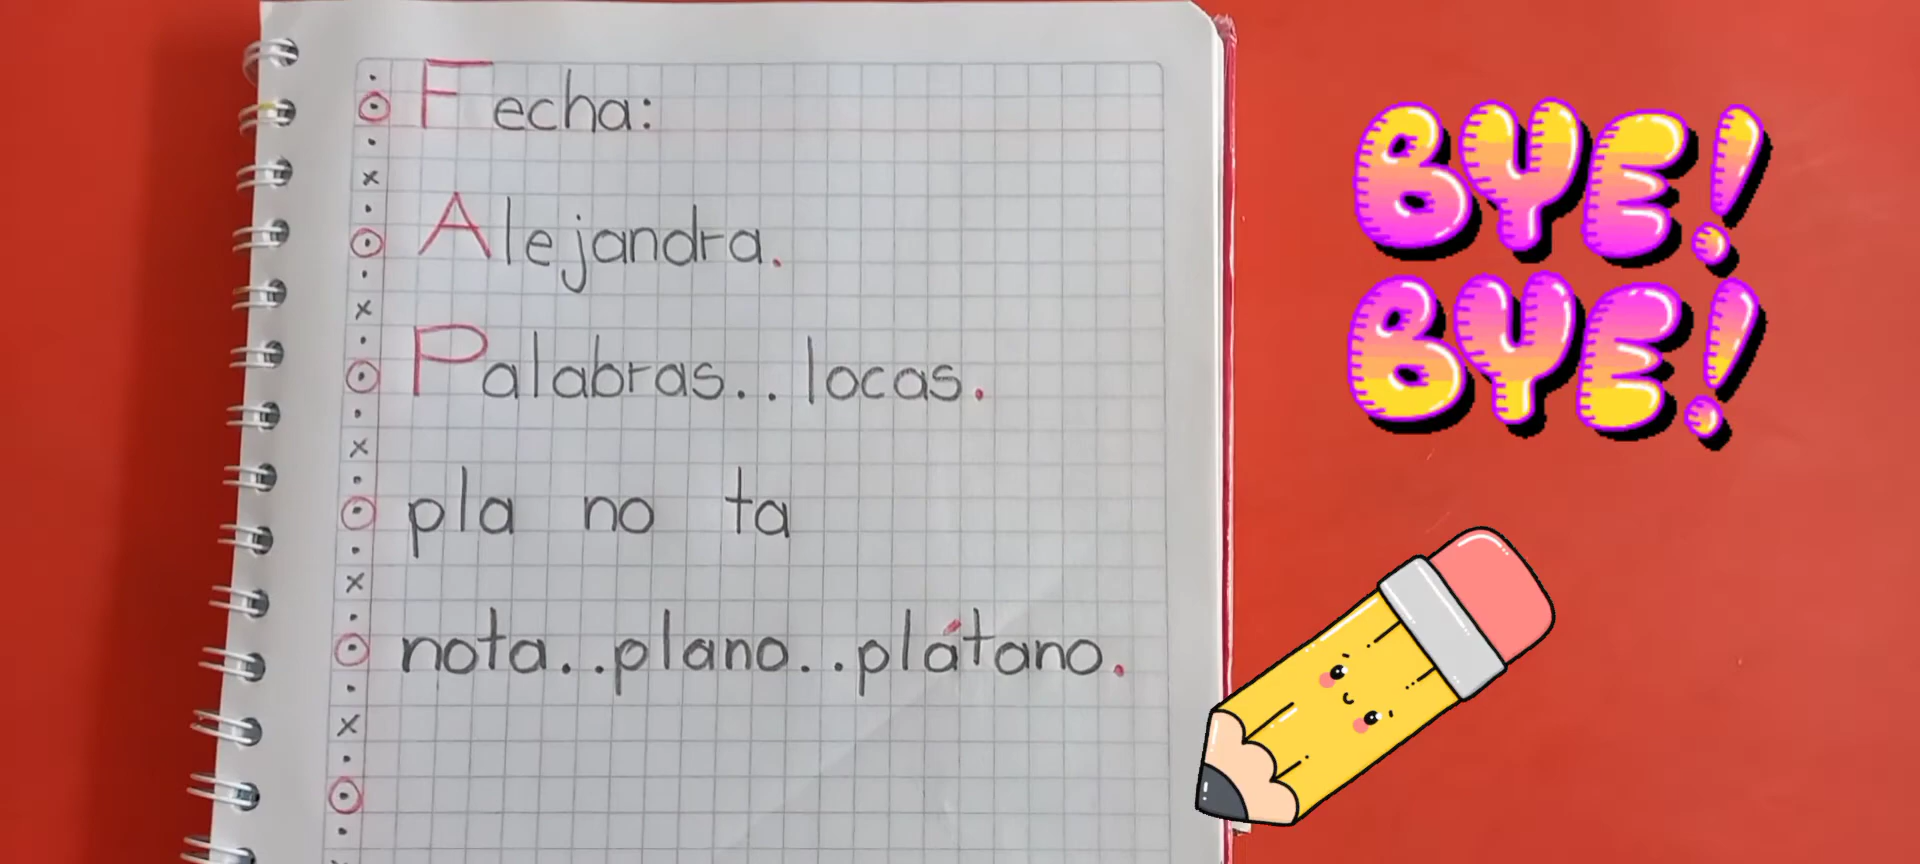 Fecha:
Alejandra.
Palabras.. locas.
pla no ta
nota..plano..plátano.
BYE!
BYE!